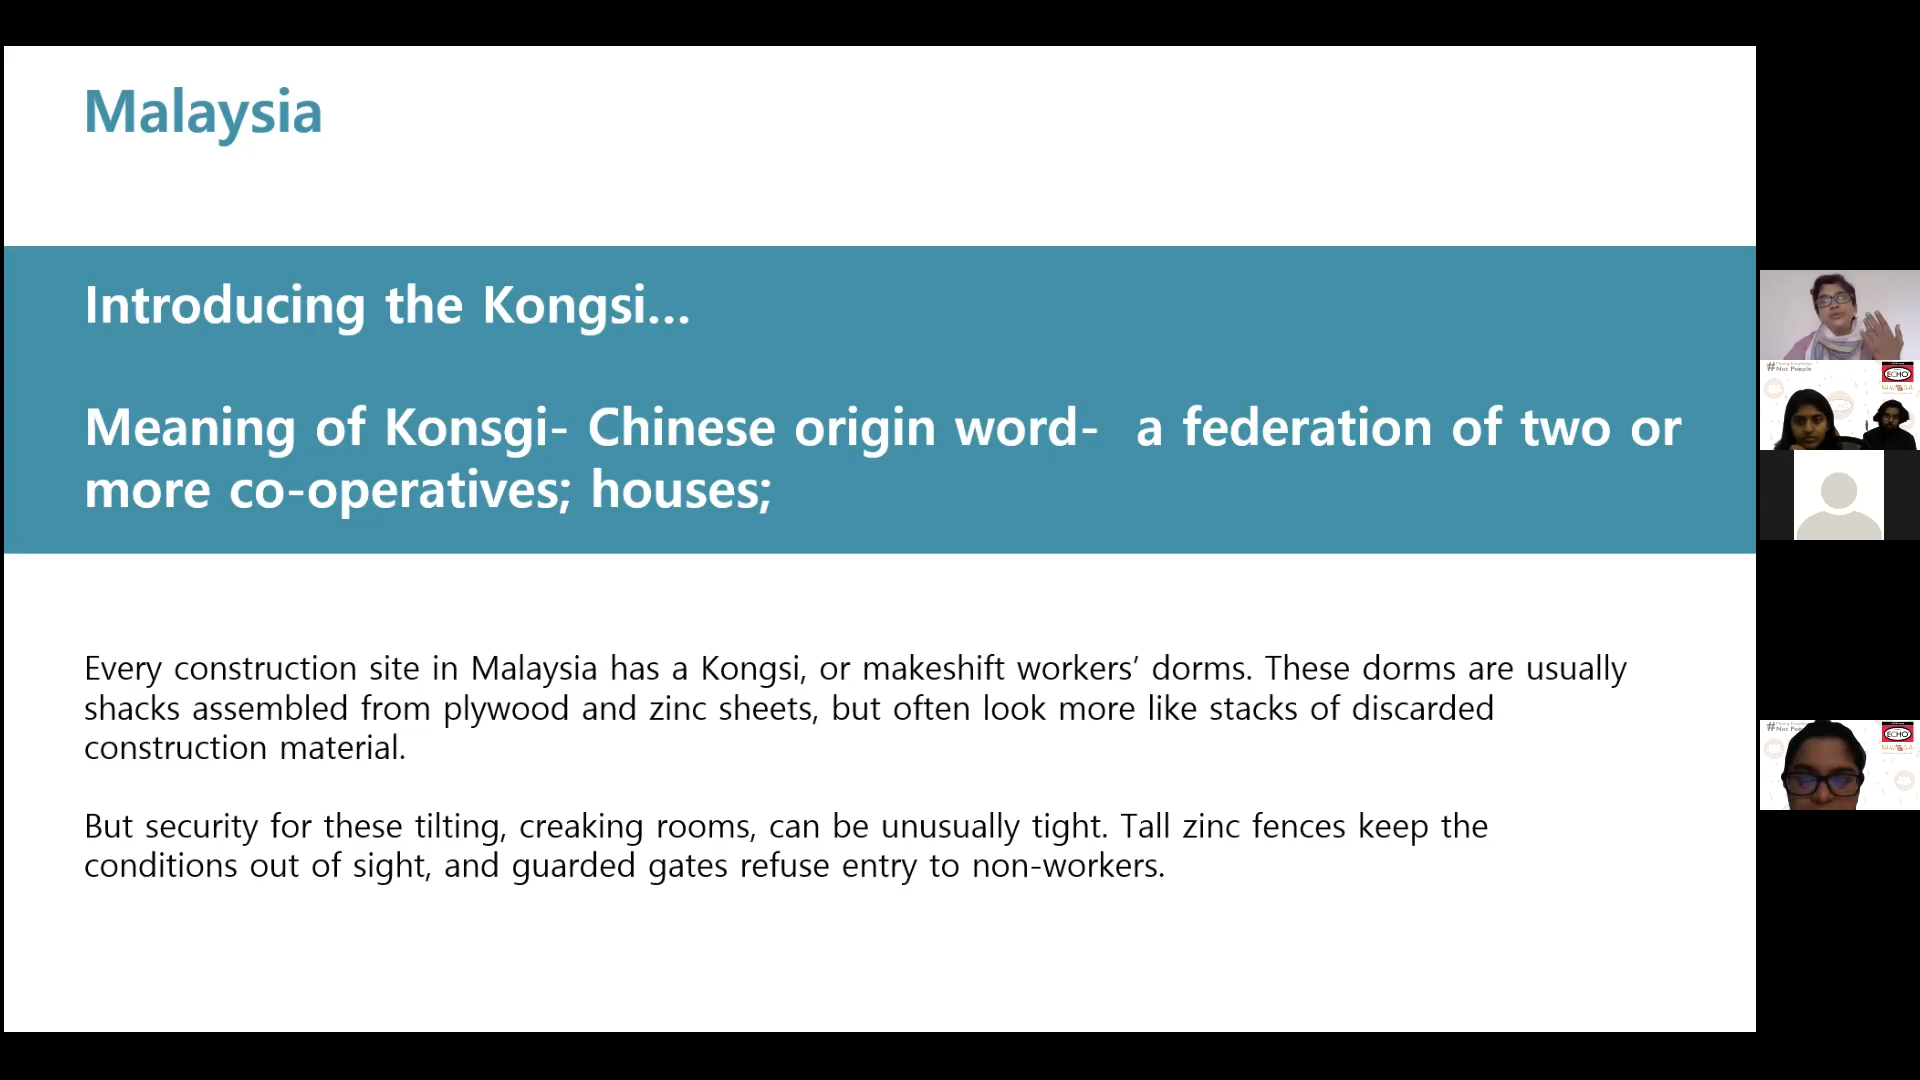 Malaysia
Introducing the Kongsi...
Meaning of Konsgi- Chinese origin word-  a federation of two or
more co-operatives; houses;
Every construction site in Malaysia has a Kongsi, or makeshift workers’ dorms. These dorms are usually
shacks assembled from plywood and zinc sheets, but often look more like stacks of discarded
construction material.
But security for these tilting, creaking rooms, can be unusually tight. Tall zinc fences keep the
conditions out of sight, and guarded gates refuse entry to non-workers.
Not People
ECHO
ECHO